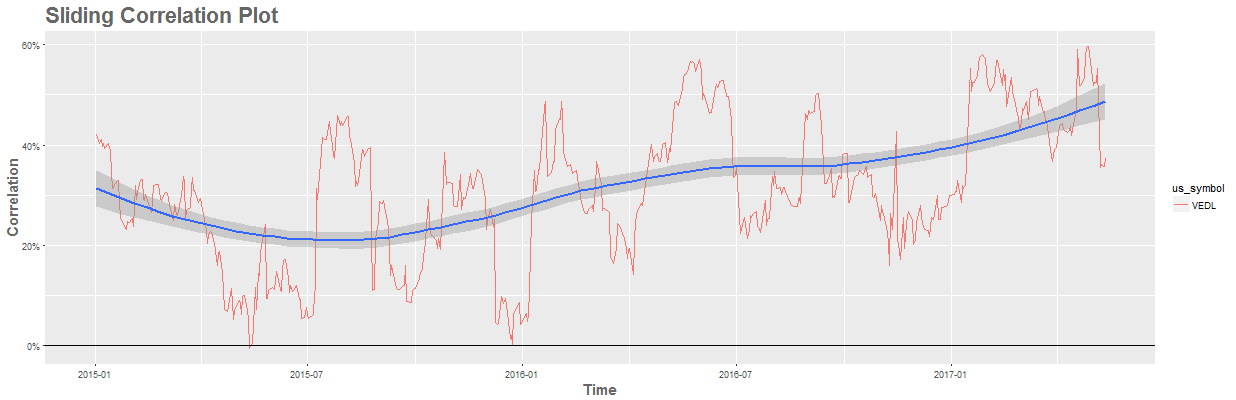 Sliding Correlation Plot
60%
40%
20%
0%
Correlation
2015-01
2015-07
2016-01
2016-07
2017-01
Time
us_symbol
VEDL